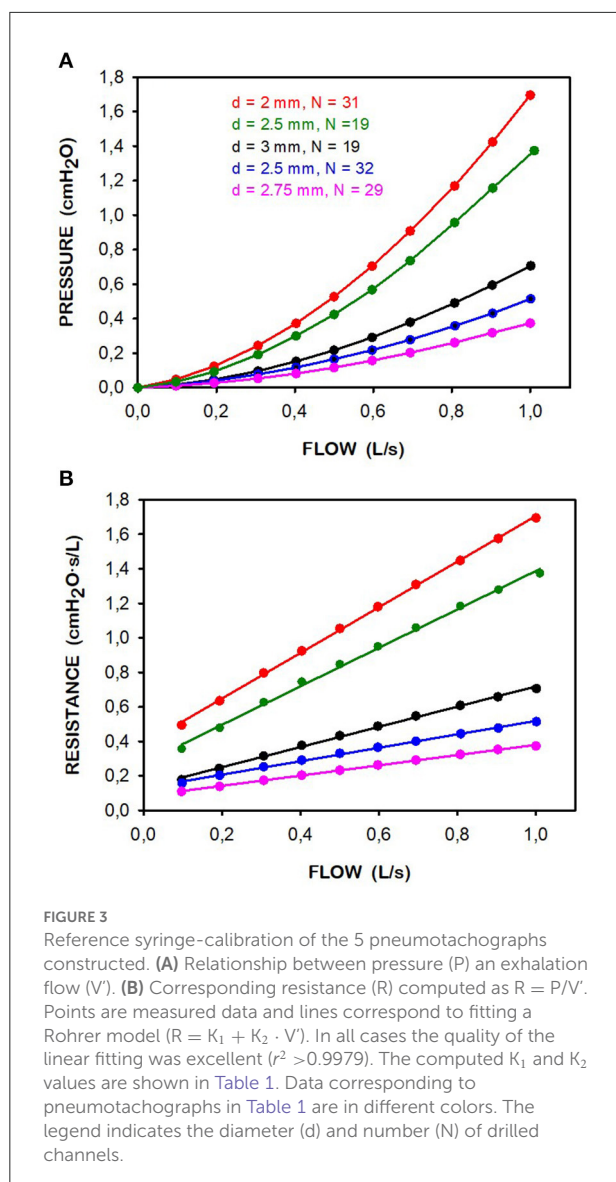 A
1,8
1,6
1,4
1,2
1,0
0,8
0,6
0,4
0,2
0,0
PRESSURE (cmH2O)
d = 2 mm, N = 31
d = 2.5 mm, N =19
d = 3 mm, N = 19
d = 2.5 mm, N = 32
d = 2.75 mm, N = 29
0,0 0,2 0,4 0,6 0,8 1,0
FLOW (L/s)
B
1,8
1,6
1,4
1,2
1,0
0,8
0,6
0,4
0,2
0,0
RESISTANCE (cmH2O·s/L)
0,0 0,2 0,4 0,6 0,8 1,0
FLOW (L/s)
FIGURE 3
Reference syringe-calibration of the 5 pneumotachographs
constructed. (A) Relationship between pressure (P) an exhalation
flow (V′). (B) Corresponding resistance (R) computed as R = P/V′.
Points are measured data and lines correspond to fitting a
Rohrer model (R = K1 + K2 · V′). In all cases the quality of the
linear fitting was excellent (r2 >0.9979). The computed K1 and K2
values are shown in Table 1. Data corresponding to
pneumotachographs in Table 1 are in different colors. The
legend indicates the diameter (d) and number (N) of drilled
channels.